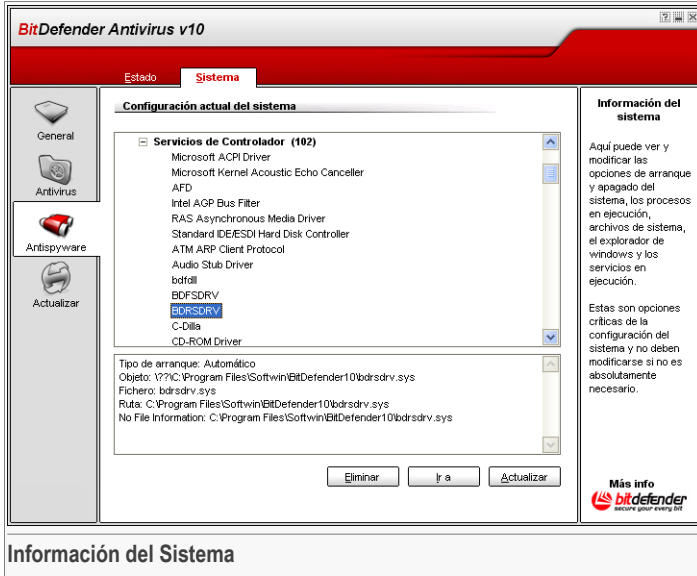 BitDefender Antivirus v10
Estado
Sistema
General
Antivirus
Antispyware
Actualizar
Configuración actual del sistema
Servicios de Controlador (102)
Microsoft ACPI Driver
Microsoft Kernel Acoustic Echo Canceller
AFD
Intel AGP Bus Filter
RAS Asynchronous Media Driver
Standard IDE/ESDI Hard Disk Controller
ATM ARP Client Protocol
Audio Stub Driver
bdfdll
BDFSDRV
BDRSDRV
C-Dilla
CD-ROM Driver
Tipo de arranque: Automático
Objeto: \??\C:\Program Files\Softwin\BitDefender10\bdrsdrv.sys
Fichero: bdrsdrv.sys
Ruta: C:\Program Files\Softwin\BitDefender10\bdrsdrv.sys
No File Information: C:\Program Files\Softwin\BitDefender10\bdrsdrv.sys
Eliminar
Ir a
Actualizar
Información del
sistema
Aquí puede ver y
modificar las
opciones de arranque
y apagado del
sistema, los procesos
en ejecución,
archivos de sistema,
el explorador de
windows y los
servicios en
ejecución.
Estas son opciones
críticas de la
configuración del
sistema y no deben
modificarse si no es
absolutamente
necesario.
Más info
bitdefender
secure your every bit
Información del Sistema